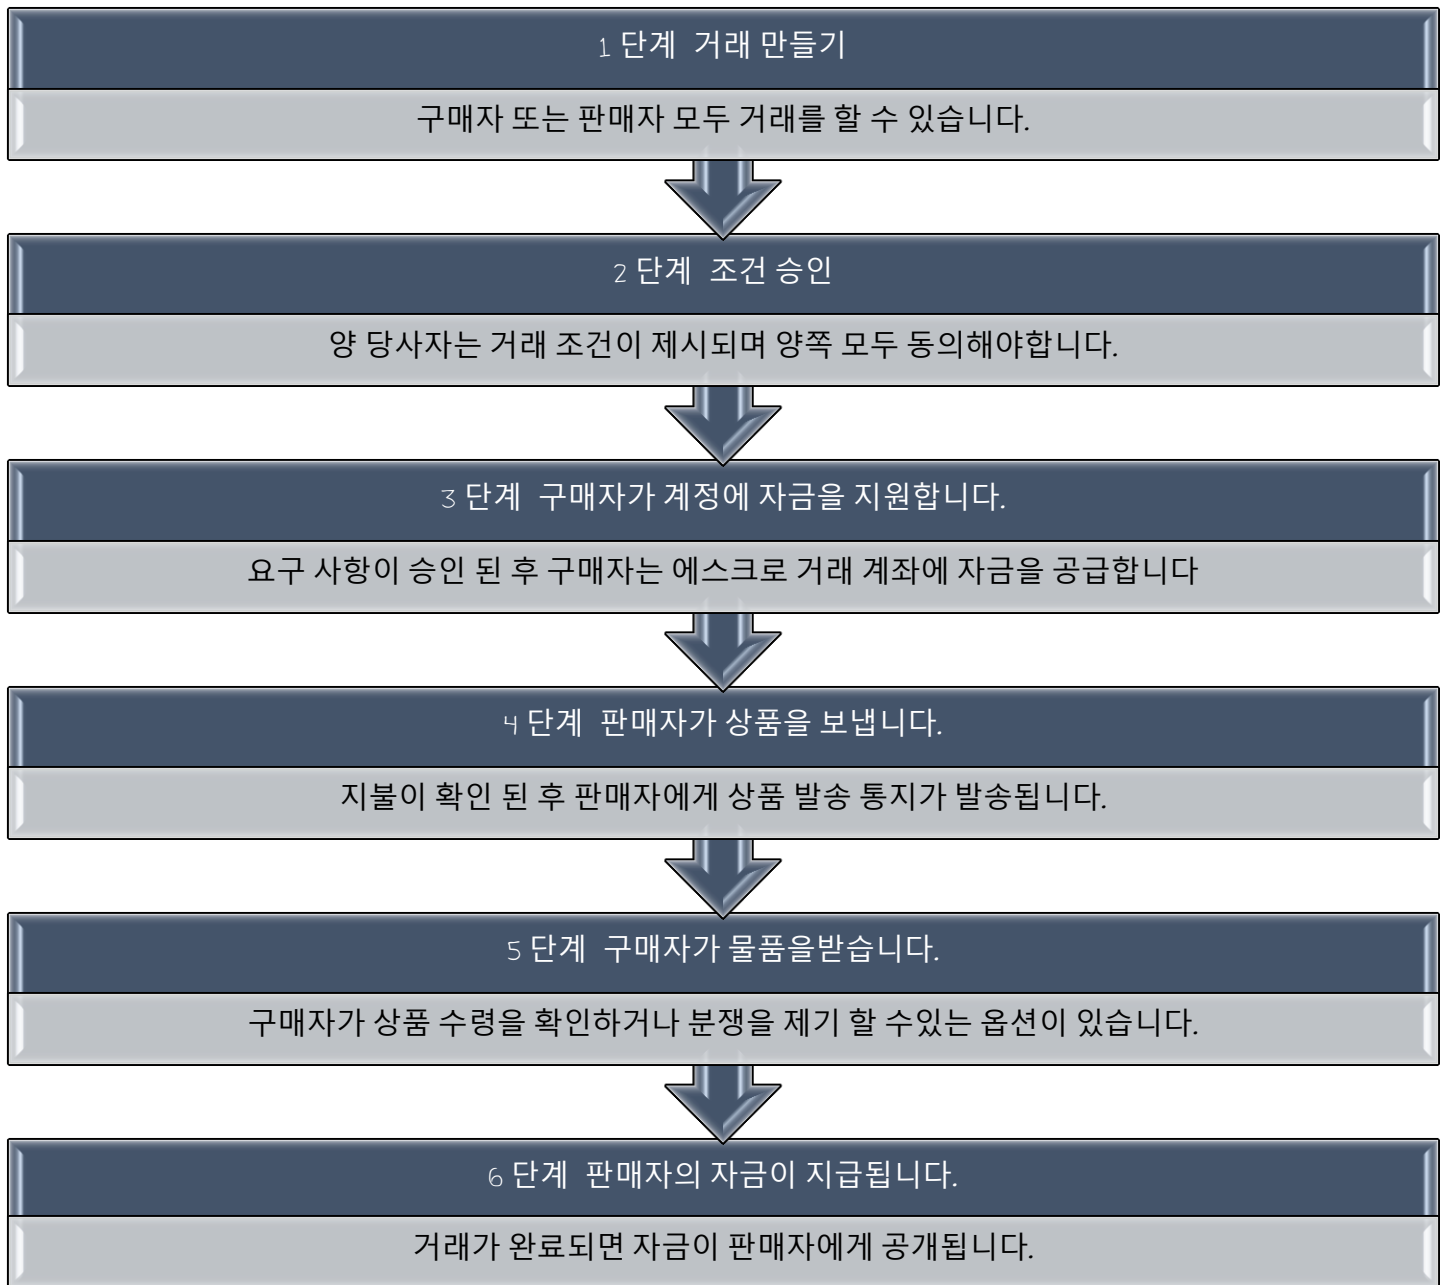 1 단계 거래 만들기
구매자 또는 판매자 모두 거래를 할 수 있습니다.
2 단계 조건 승인
양 당사자는 거래 조건이 제시되며 양쪽 모두 동의해야합니다.
3 단계 구매자가 계정에 자금을 지원합니다.
요구 사항이 승인 된 후 구매자는 에스크로 거래 계좌에 자금을 공급합니다
4 단계 판매자가 상품을 보냅니다.
지불이 확인 된 후 판매자에게 상품 발송 통지가 발송됩니다.
5 단계 구매자가 물품을받습니다.
구매자가 상품 수령을 확인하거나 분쟁을 제기 할 수있는 옵션이 있습니다.
6 단계 판매자의 자금이 지급됩니다.
거래가 완료되면 자금이 판매자에게 공개됩니다.